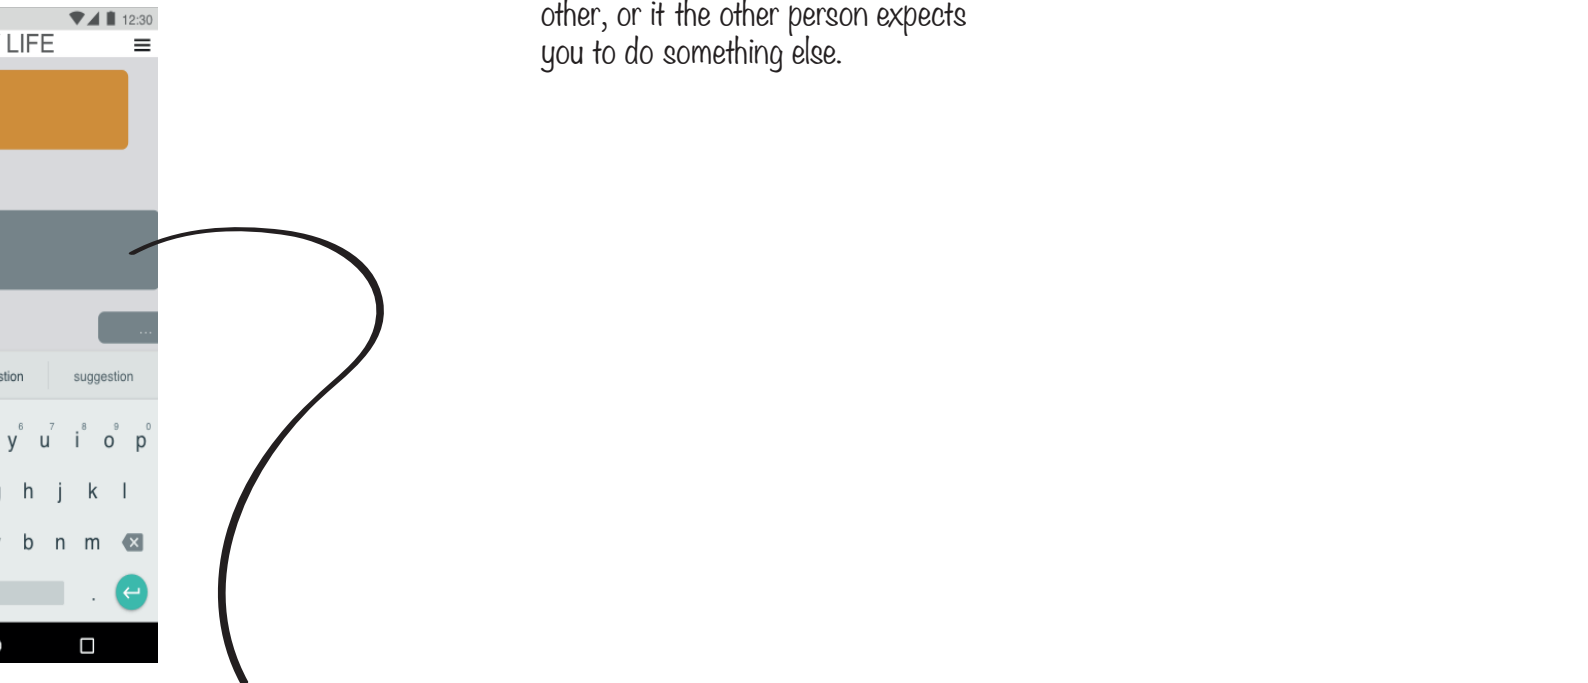 12:30
LIFE
other, or it the other person expects
you to do something else.
...
stion suggestion
y 6 u 7 i 8 o 9 p 0
h j k l
b n m
.